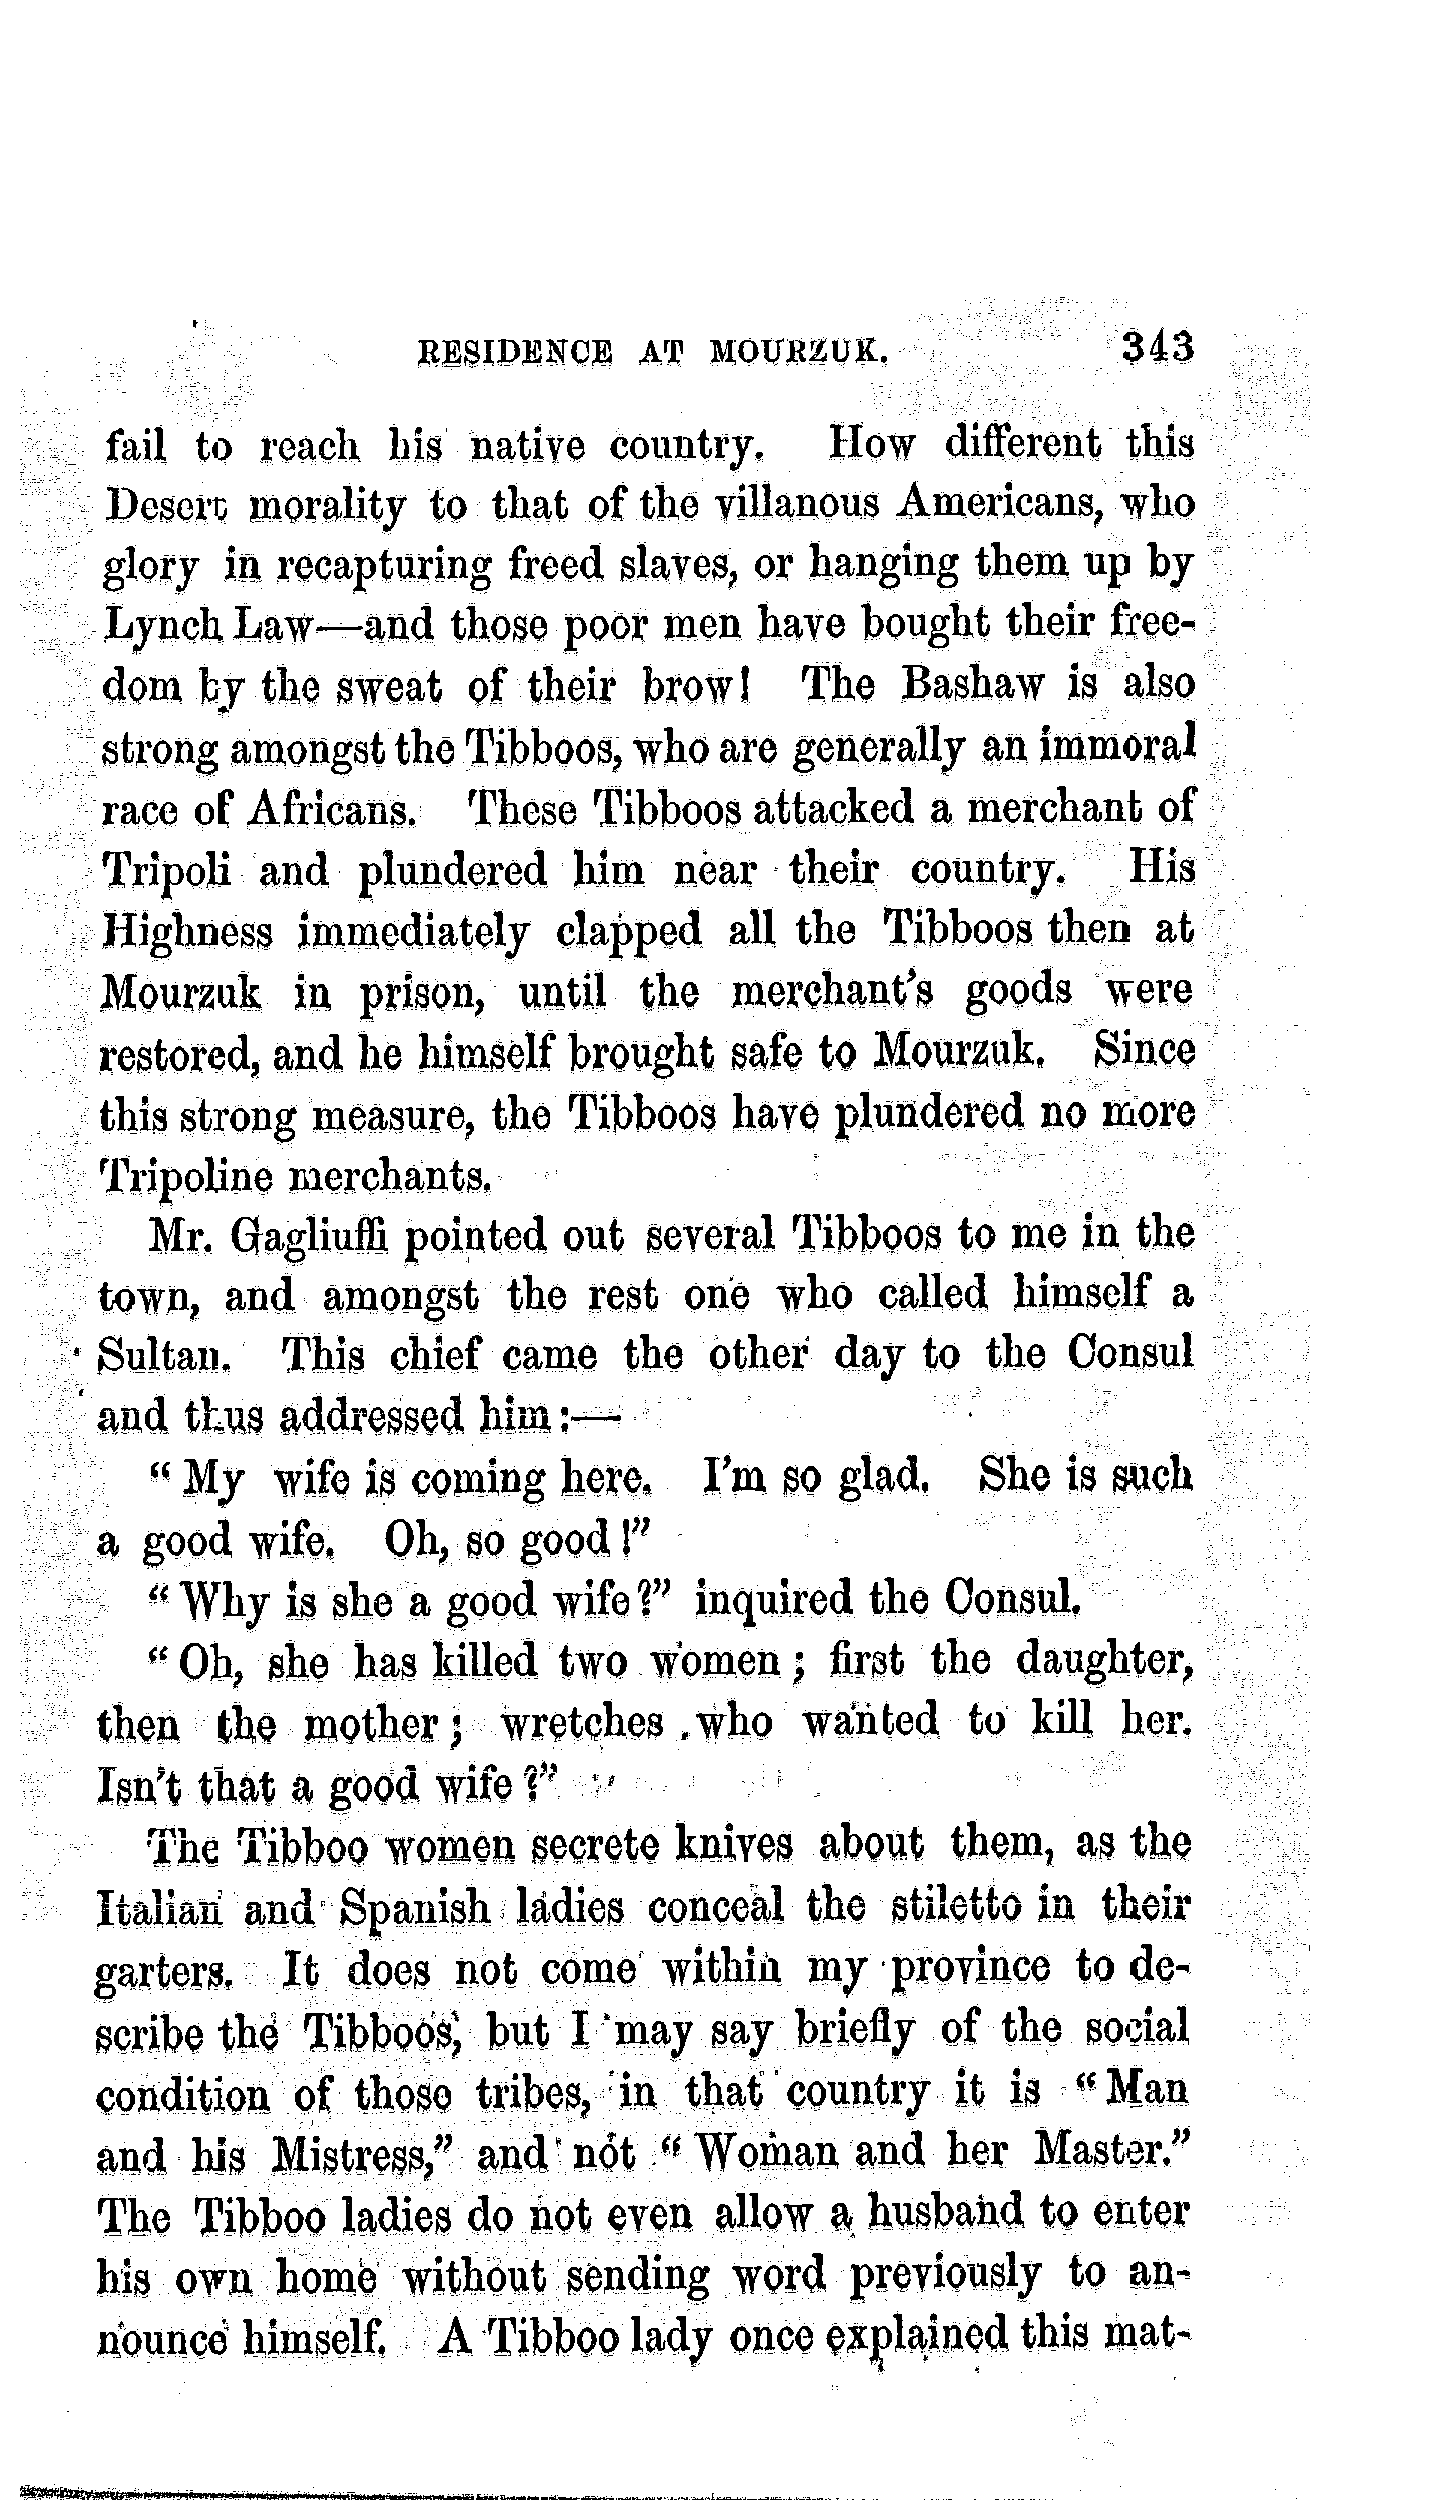 RESIDENCE AT MOURZUK. 343
fail to reach his native country. How different this
Desert morality to that of the villanous Americans, who
glory in recapturing freed slaves, or hanging them up by
Lynch Law—and those poor men have bought their free-
dom by the sweat of their brow! The Bashaw is also
strong amongst the Tibboos, who are generally an immoral
race of Africans. These Tibboos attacked a merchant of
Tripoli and plundered him near their country. His
Highness immediately clapped all the Tibboos then at
Mourzuk in prison, until the merchant's goods were
restored, and he himself brought safe to Mourzuk. Since
this strong measure, the Tibboos have plundered no more
Tripoline merchants.
Mr. Gagliuffi pointed out several Tibboos to me in the
town, and amongst the rest one who called himself a
Sultan. This chief came the other day to the Consul
and thus addressed him:—
“My wife is coming here. I'm so glad. She is such
a good wife. Oh, so good!”
“Why is she a good wife?” inquired the Consul.
“Oh, she has killed two women; first the daughter,
then the mother; wretches who wanted to kill her.
Isn't that a good wife?”
The Tibboo women secrete knives about them, as the
Italian and Spanish ladies conceal the stiletto in their
garters. It does not come within my province to de-
scribe the Tibboos, but I may say briefly of the social
condition of those tribes, in that country it is “Man
and his Mistress,” and not “Woman and her Master.”
The Tibboo ladies do not even allow a husband to enter
his own home without sending word previously to an-
nounce himself. A Tibboo lady once explained this mat-